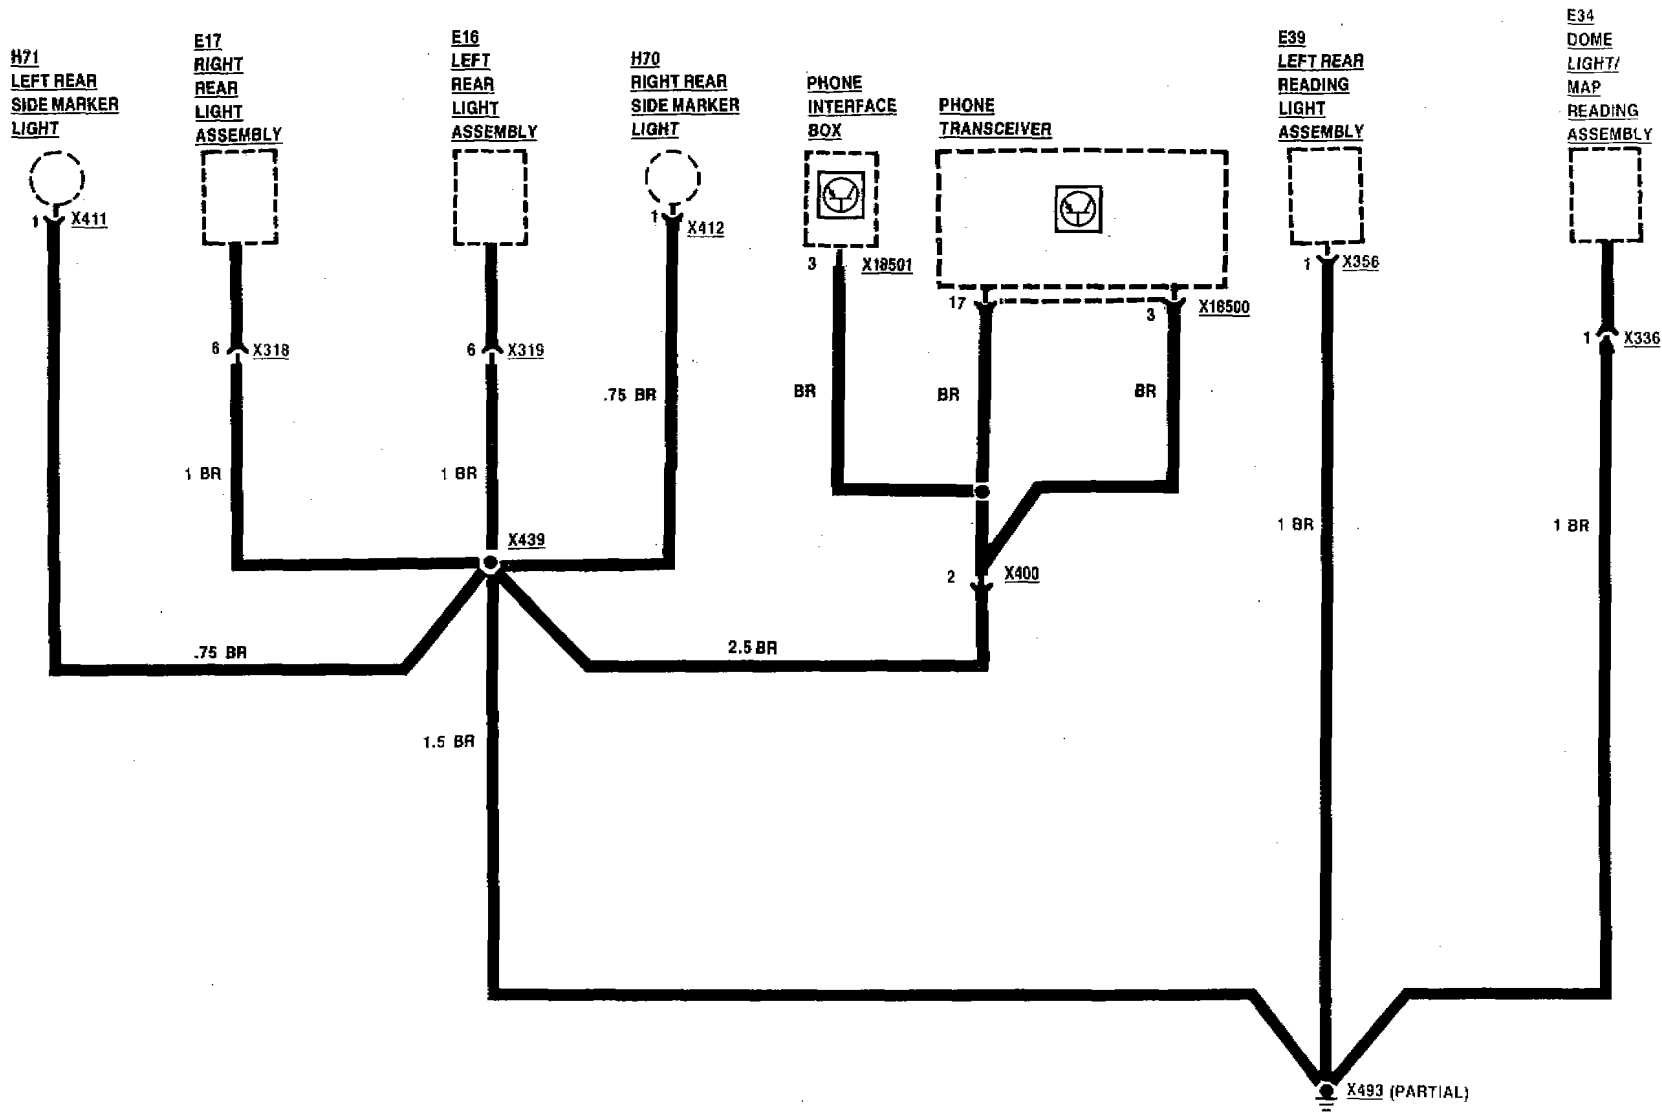 H71
LEFT REAR
SIDE MARKER
LIGHT
E17
RIGHT
REAR
LIGHT
ASSEMBLY
E16
LEFT
REAR
LIGHT
ASSEMBLY
H70
RIGHT REAR
SIDE MARKER
LIGHT
PHONE
INTERFACE
BOX
PHONE
TRANSCEIVER
E39
LEFT REAR
READING
LIGHT
ASSEMBLY
E34
DOME
LIGHT/
MAP
READING
ASSEMBLY
1 X411
1 X412
3 X18501
17
3 X18500
1 X356
1 X336
6 X318
6 X319
.75 BR
BR
BR
BR
1 BR
1 BR
1 BR
1 BR
X439
2 X400
.75 BR
2.5 BR
1.5 BR
X493 (PARTIAL)